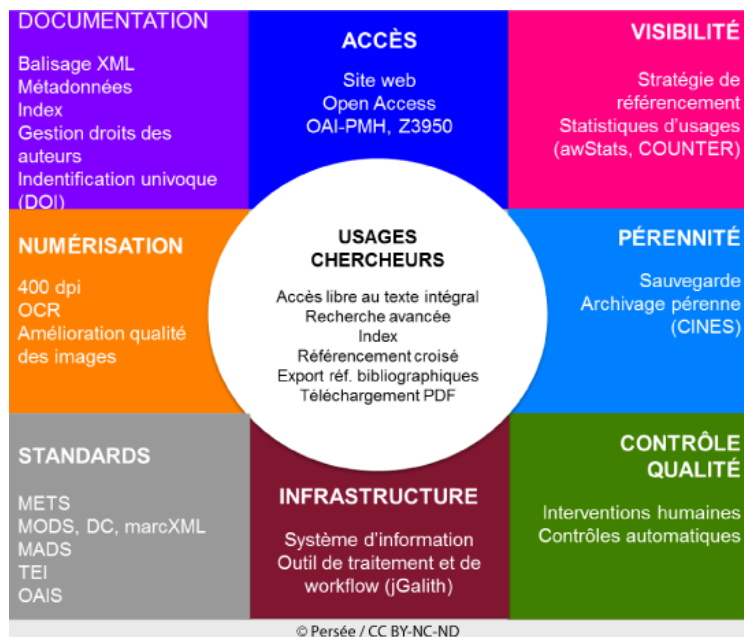 DOCUMENTATION
Balisage XML
Métadonnées
Index
Gestion droits des
auteurs
Indentification univoque
(DOI)
ACCÈS
Site web
Open Access
OAI-PMH, Z3950
VISIBILITÉ
Stratégie de
référencement
Statistiques d'usages
(awStats, COUNTER)
NUMÉRISATION
400 dpi
OCR
Amélioration qualité
des images
USAGES
CHERCHEURS
Accès libre au texte intégral
Recherche avancée
Index
Référencement croisé
Export réf. bibliographiques
Téléchargement PDF
PÉRENNITÉ
Sauvegarde
Archivage pérenne
(CINES)
STANDARDS
METS
MODS, DC, marcXML
MADS
TEI
OAIS
INFRASTRUCTURE
Système d'information
Outil de traitement et de
workflow (jGalith)
CONTRÔLE
QUALITÉ
Interventions humaines
Contrôles automatiques
© Persée / CC BY-NC-ND